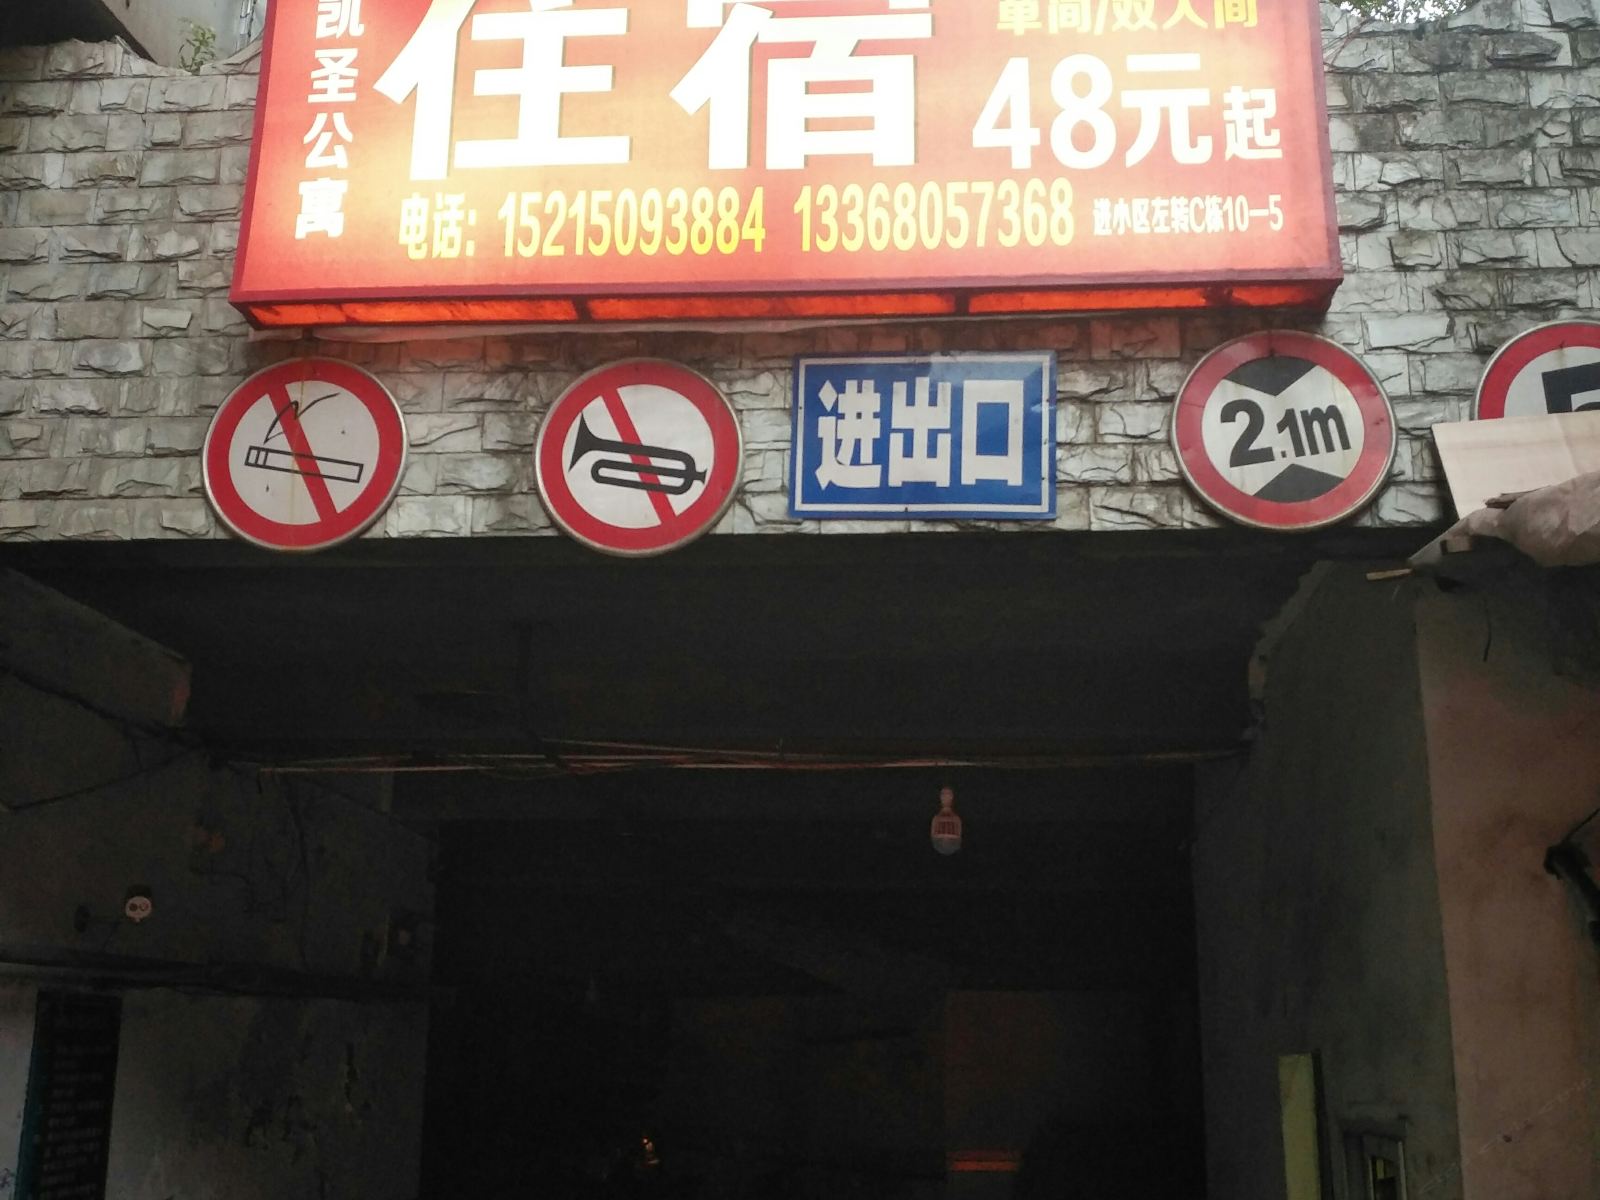 凯圣公寓
住宿
单间/双人间
48元起
电话: 15215093884 13368057368 进小区左转C栋10-5
进出口
2.1m
5